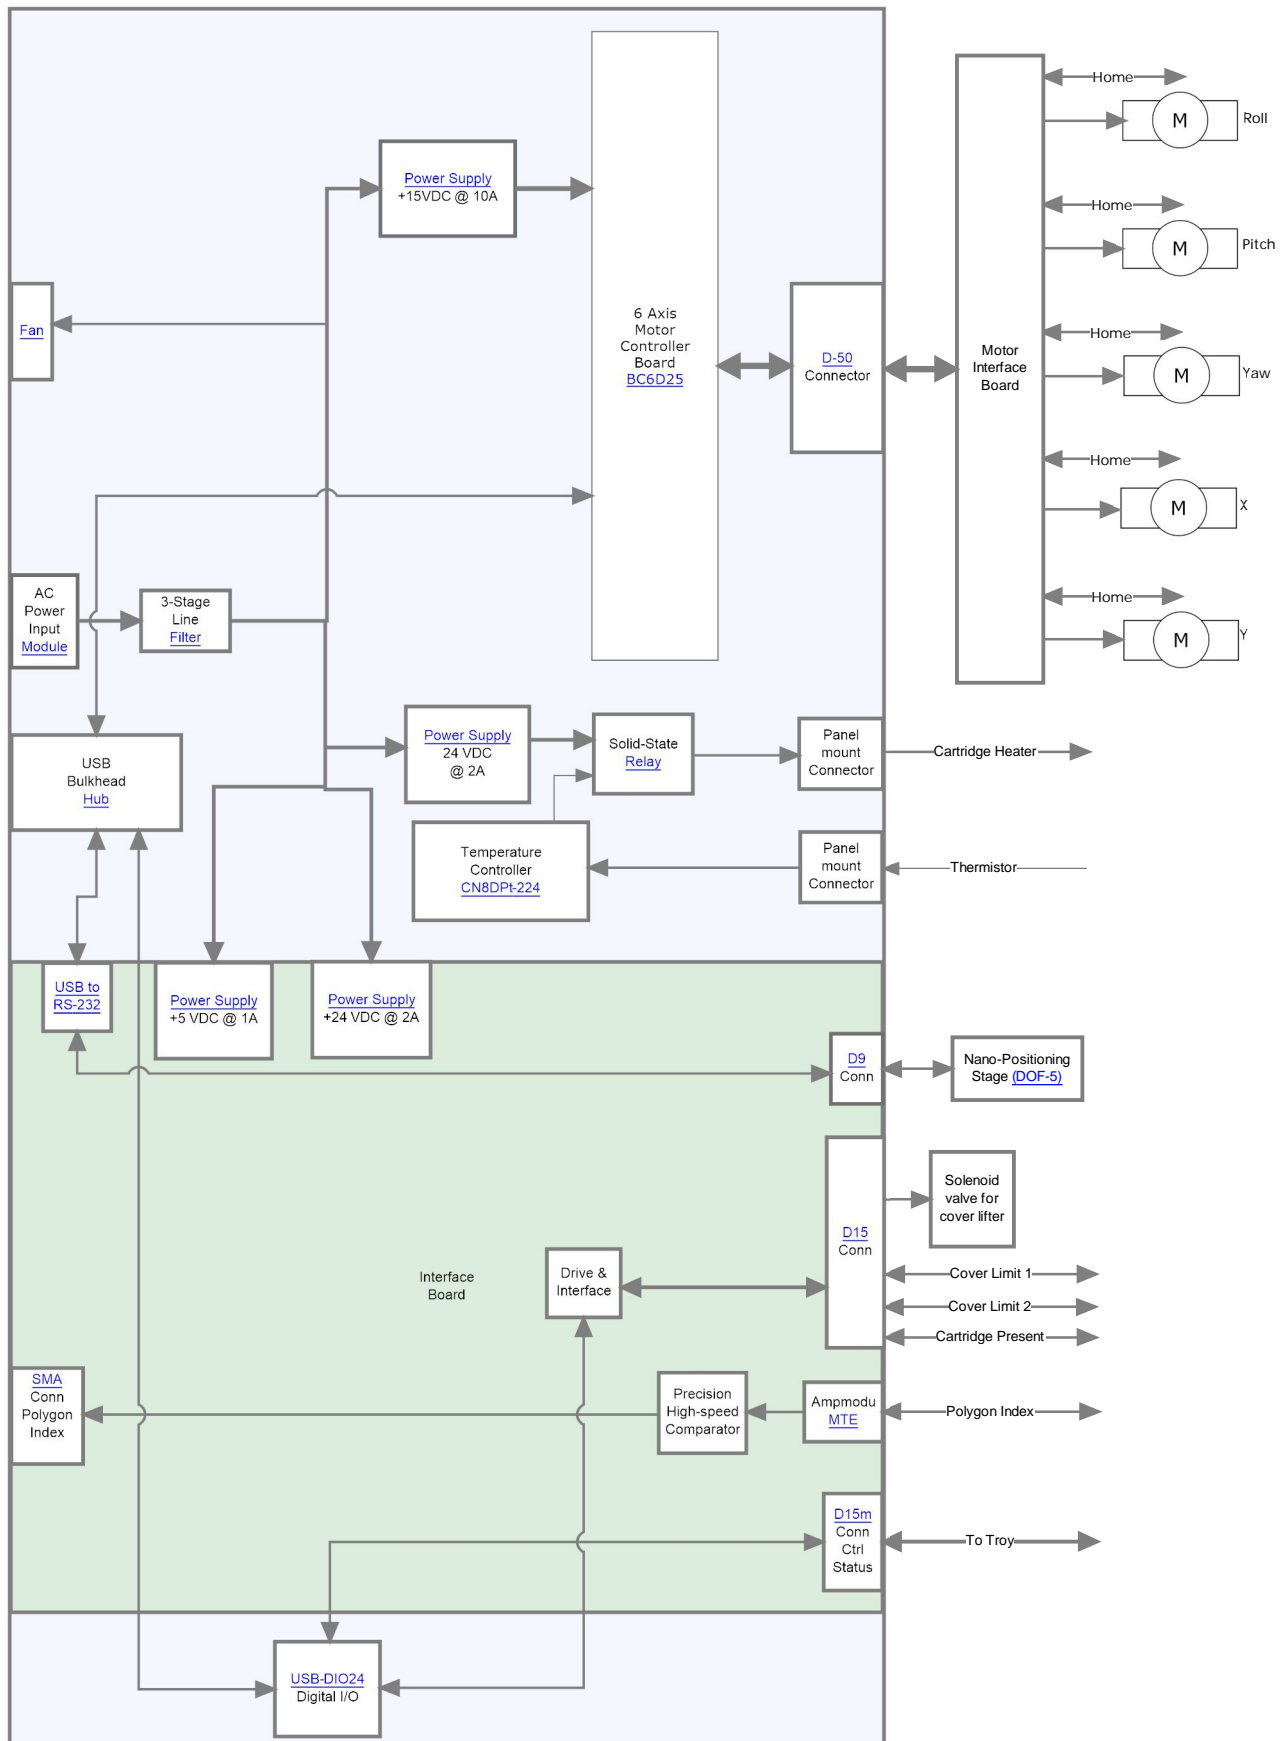 Home
Roll
M
Power Supply
+15VDC @ 10A
Home
Pitch
M
Fan
6 Axis
Motor
Controller
Board
BC6D25
D-50
Connector
Motor
Interface
Board
Home
Yaw
M
Home
X
M
AC
Power
Input
Module
3-Stage
Line
Filter
Home
Y
M
USB
Bulkhead
Hub
Power Supply
24 VDC
@ 2A
Solid-State
Relay
Panel
mount
Connector
Cartridge Heater
Temperature
Controller
CN8DPt-224
Panel
mount
Connector
Thermistor
USB to
RS-232
Power Supply
+5 VDC @ 1A
Power Supply
+24 VDC @ 2A
D9
Conn
Nano-Positioning
Stage (DOF-5)
Solenoid
valve for
cover lifter
D15
Conn
Interface
Board
Drive &
Interface
Cover Limit 1
Cover Limit 2
Cartridge Present
SMA
Conn
Polygon
Index
Precision
High-speed
Comparator
Ampmodu
MTE
Polygon Index
D15m
Conn
Ctrl
Status
To Troy
USB-DIO24
Digital I/O